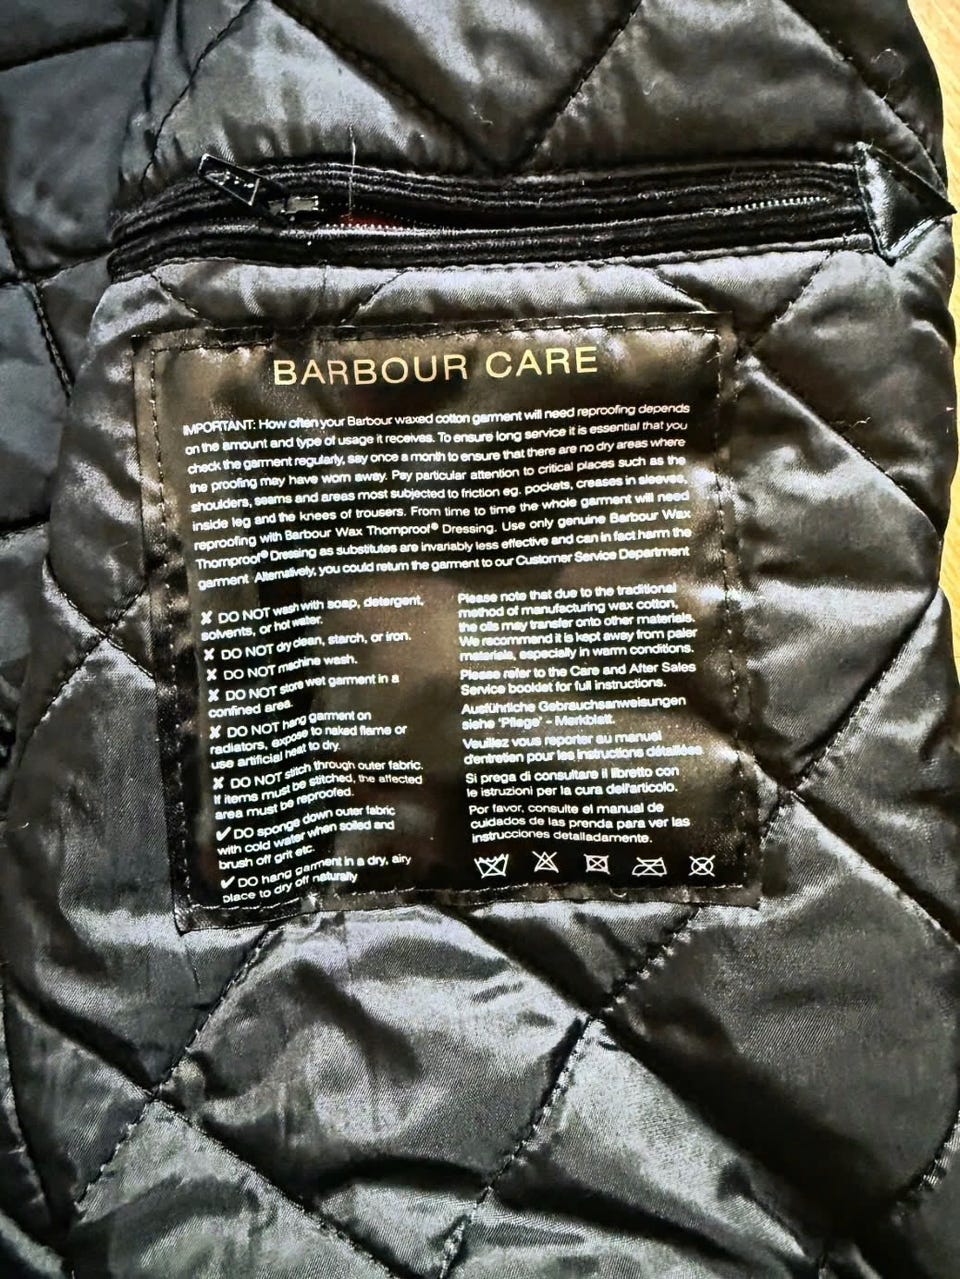 BARBOUR CARE
IMPORTANT: How often your Barbour waxed cotton garment will need reproofing depends
on the amount and type of usage it receives. To ensure long service it is essential that you
check the garment regularly, say once a month to ensure that there are no dry areas where
the proofing may have worn away. Pay particular attention to critical places such as the
shoulders, seams and areas most subjected to friction eg. pockets, creases in sleeves,
inside leg and the knees of trousers. From time to time the whole garment will need
reproofing with Barbour Wax Thornproof® Dressing. Use only genuine Barbour Wax
Thornproof® Dressing as substitutes are invariably less effective and can in fact harm the
garment Alternatively, you could return the garment to our Customer Service Department
✘ DO NOT wash with soap, detergent,
solvents, or hot water.
✘ DO NOT dry clean, starch, or iron.
✘ DO NOT machine wash.
✘ DO NOT store wet garment in a
confined area.
✘ DO NOT hang garment on
radiators, expose to naked flame or
use artificial heat to dry.
✘ DO NOT stitch through outer fabric.
If items must be stitched, the affected
area must be reproofed.
✔ DO sponge down outer fabric
with cold water when soiled and
brush off grit etc.
✔ DO hang garment in a dry, airy
place to dry off naturally
Please note that due to the traditional
method of manufacturing wax cotton,
the oils may transfer onto other materials.
We recommend it is kept away from paler
materials, especially in warm conditions.
Please refer to the Care and After Sales
Service booklet for full instructions.
Ausführliche Gebrauchsanweisungen
siehe 'Pflege' - Merkblatt.
Veuillez vous reporter au manuel
d'entretien pour les instructions détaillées.
Si prega di consultare il libretto con
le istruzioni per la cura dell'articolo.
Por favor, consulte el manual de
cuidados de las prenda para ver las
instrucciones detalladamente.